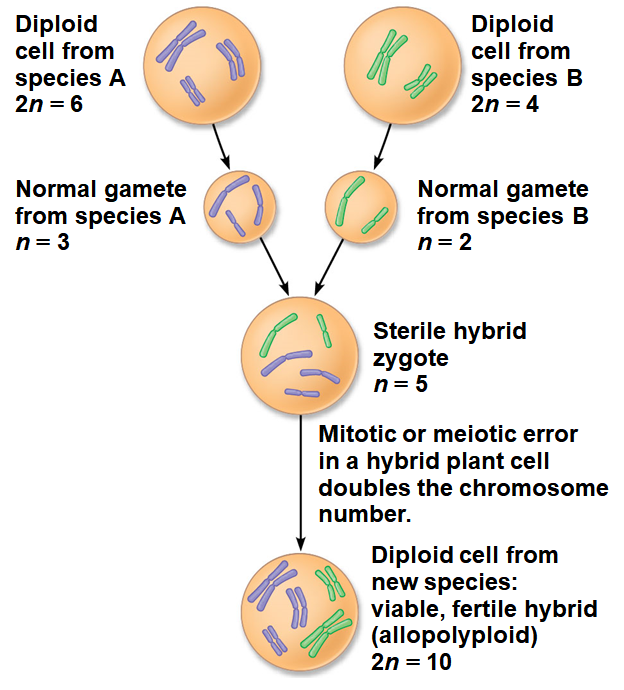 Diploid
cell from
species A
2n = 6
Diploid
cell from
species B
2n = 4
Normal gamete
from species A
n = 3
Normal gamete
from species B
n = 2
Sterile hybrid
zygote
n = 5
Mitotic or meiotic error
in a hybrid plant cell
doubles the chromosome
number.
Diploid cell from
new species:
viable, fertile hybrid
(allopolyploid)
2n = 10